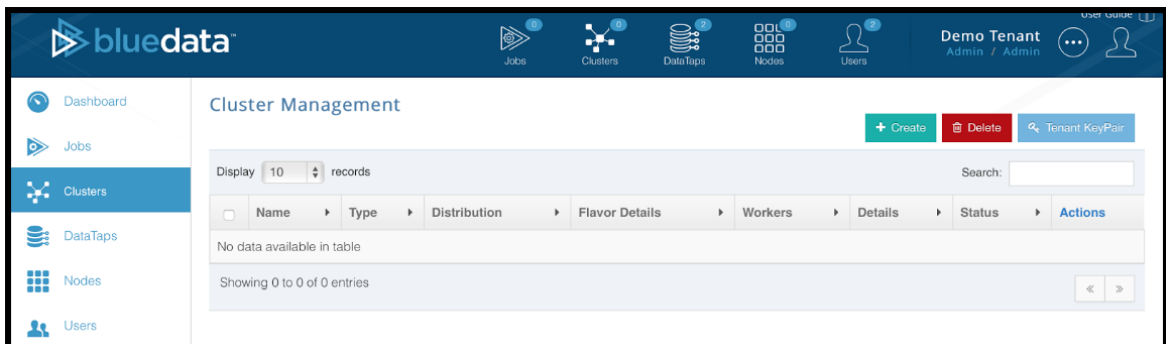 User Guide
bluedata™
0
0
2
0
2
Jobs
Clusters
DataTaps
Nodes
Users
Demo Tenant
Admin / Admin
Dashboard
Jobs
Clusters
DataTaps
Nodes
Users
Cluster Management
+ Create
Delete
Tenant KeyPair
Display 10 records
Search:
Name Type Distribution Flavor Details Workers Details Status Actions
No data available in table
Showing 0 to 0 of 0 entries
« »